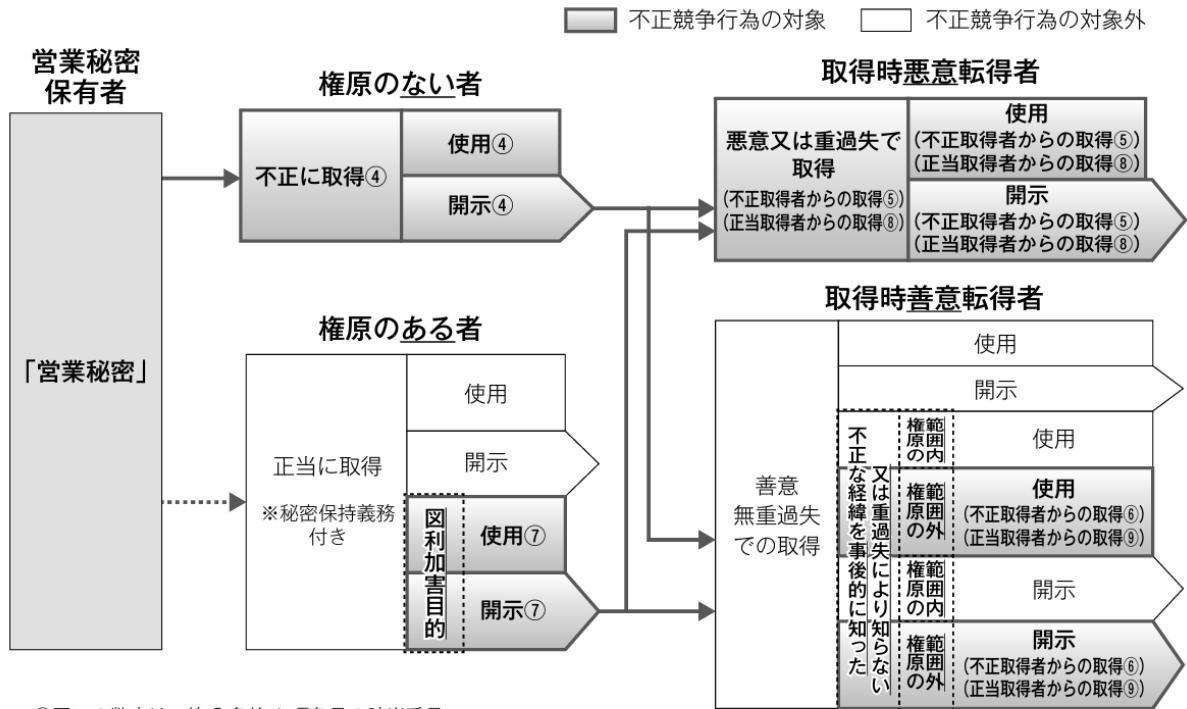 不正競争行為の対象
不正競争行為の対象外
営業秘密
保有者
「営業秘密」
権原のない者
不正に取得④
使用④
開示④
権原のある者
正当に取得
※秘密保持義務
付き
使用
開示
図利加害目的
使用⑦
開示⑦
取得時悪意転得者
悪意又は重過失で
取得
(不正取得者からの取得⑤)
(正当取得者からの取得⑧)
使用
(不正取得者からの取得⑤)
(正当取得者からの取得⑧)
開示
(不正取得者からの取得⑤)
(正当取得者からの取得⑧)
取得時善意転得者
善意
無重過失
での取得
使用
開示
不正な経緯を事後的に知った
又は重過失により知らない
権原の
範囲内
使用
権原の
範囲外
使用
(不正取得者からの取得⑥)
(正当取得者からの取得⑨)
権原の
範囲内
開示
権原の
範囲外
開示
(不正取得者からの取得⑥)
(正当取得者からの取得⑨)